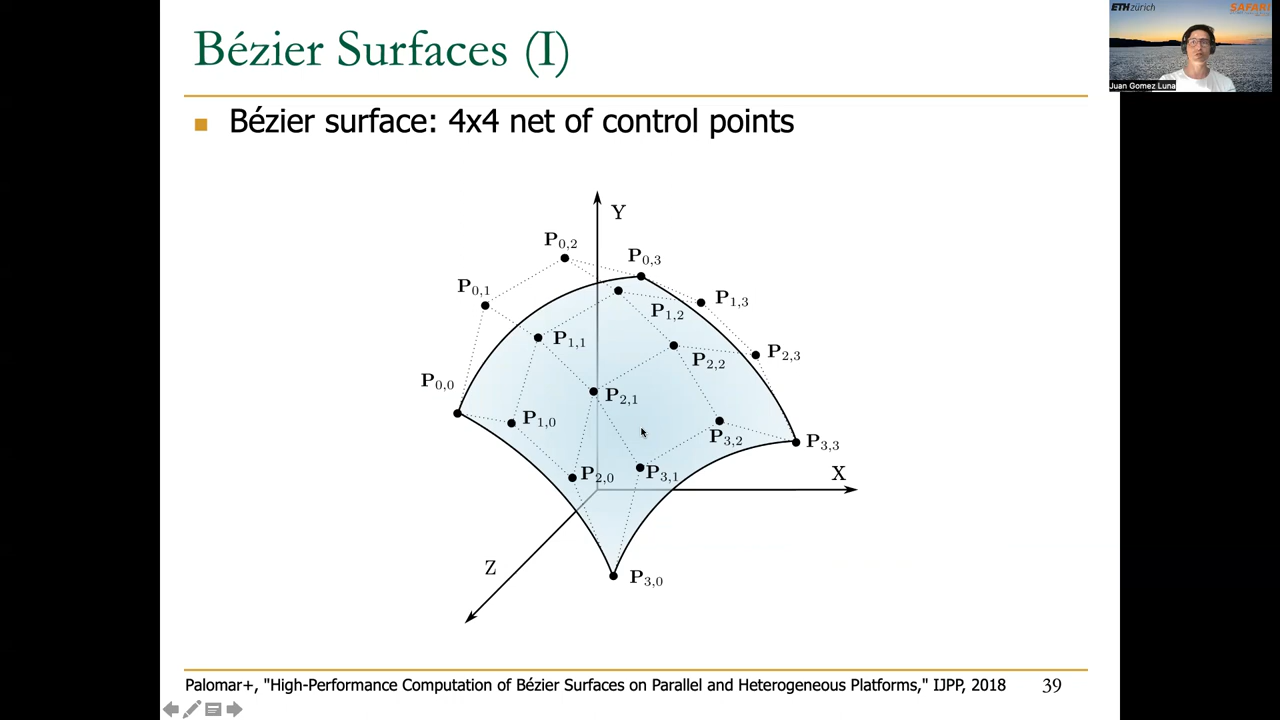 Bézier Surfaces (I)
ETH zürich
SAFARI
Juan Gomez Luna
Bézier surface: 4x4 net of control points
Y
P0,2
P0,3
P0,1
P1,3
P1,2
P1,1
P2,3
P2,2
P0,0
P2,1
P1,0
P3,2
P3,3
P2,0
P3,1
X
Z
P3,0
Palomar+, "High-Performance Computation of Bézier Surfaces on Parallel and Heterogeneous Platforms," IJPP, 2018
39